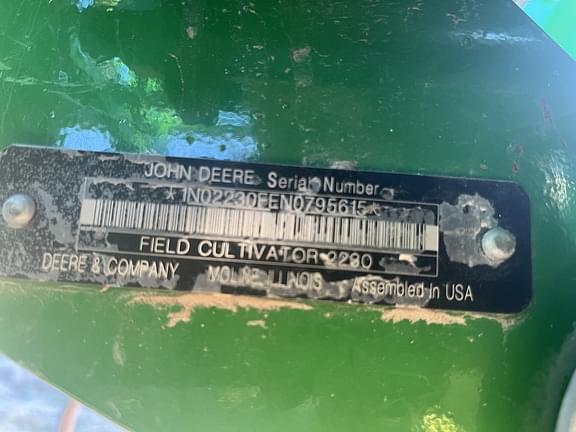 JOHN DEERE Serial Number
*1N02230FEN0795615*
FIELD CULTIVATOR 2230
DEERE & COMPANY MOLINE ILLINOIS Assembled in USA